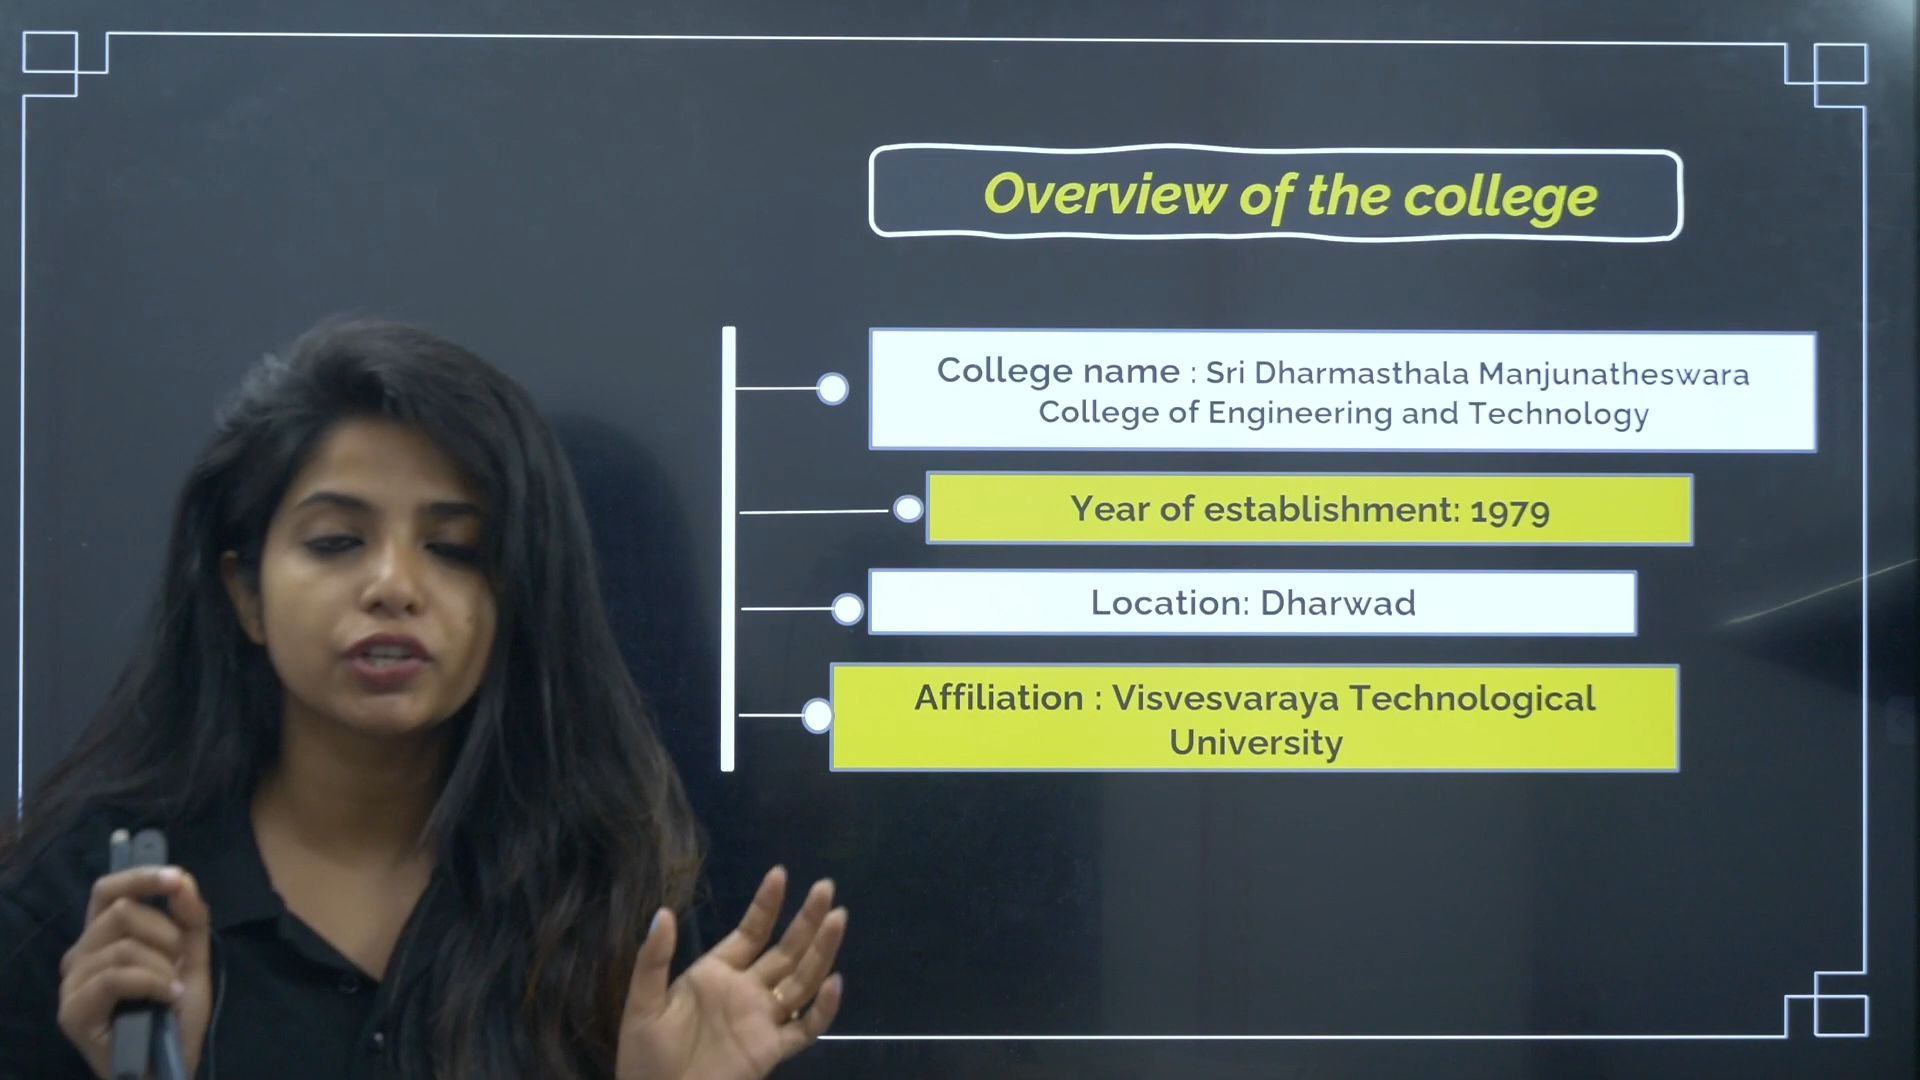 Overview of the college
College name : Sri Dharmasthala Manjunatheswara
College of Engineering and Technology
Year of establishment: 1979
Location: Dharwad
Affiliation : Visvesvaraya Technological
University